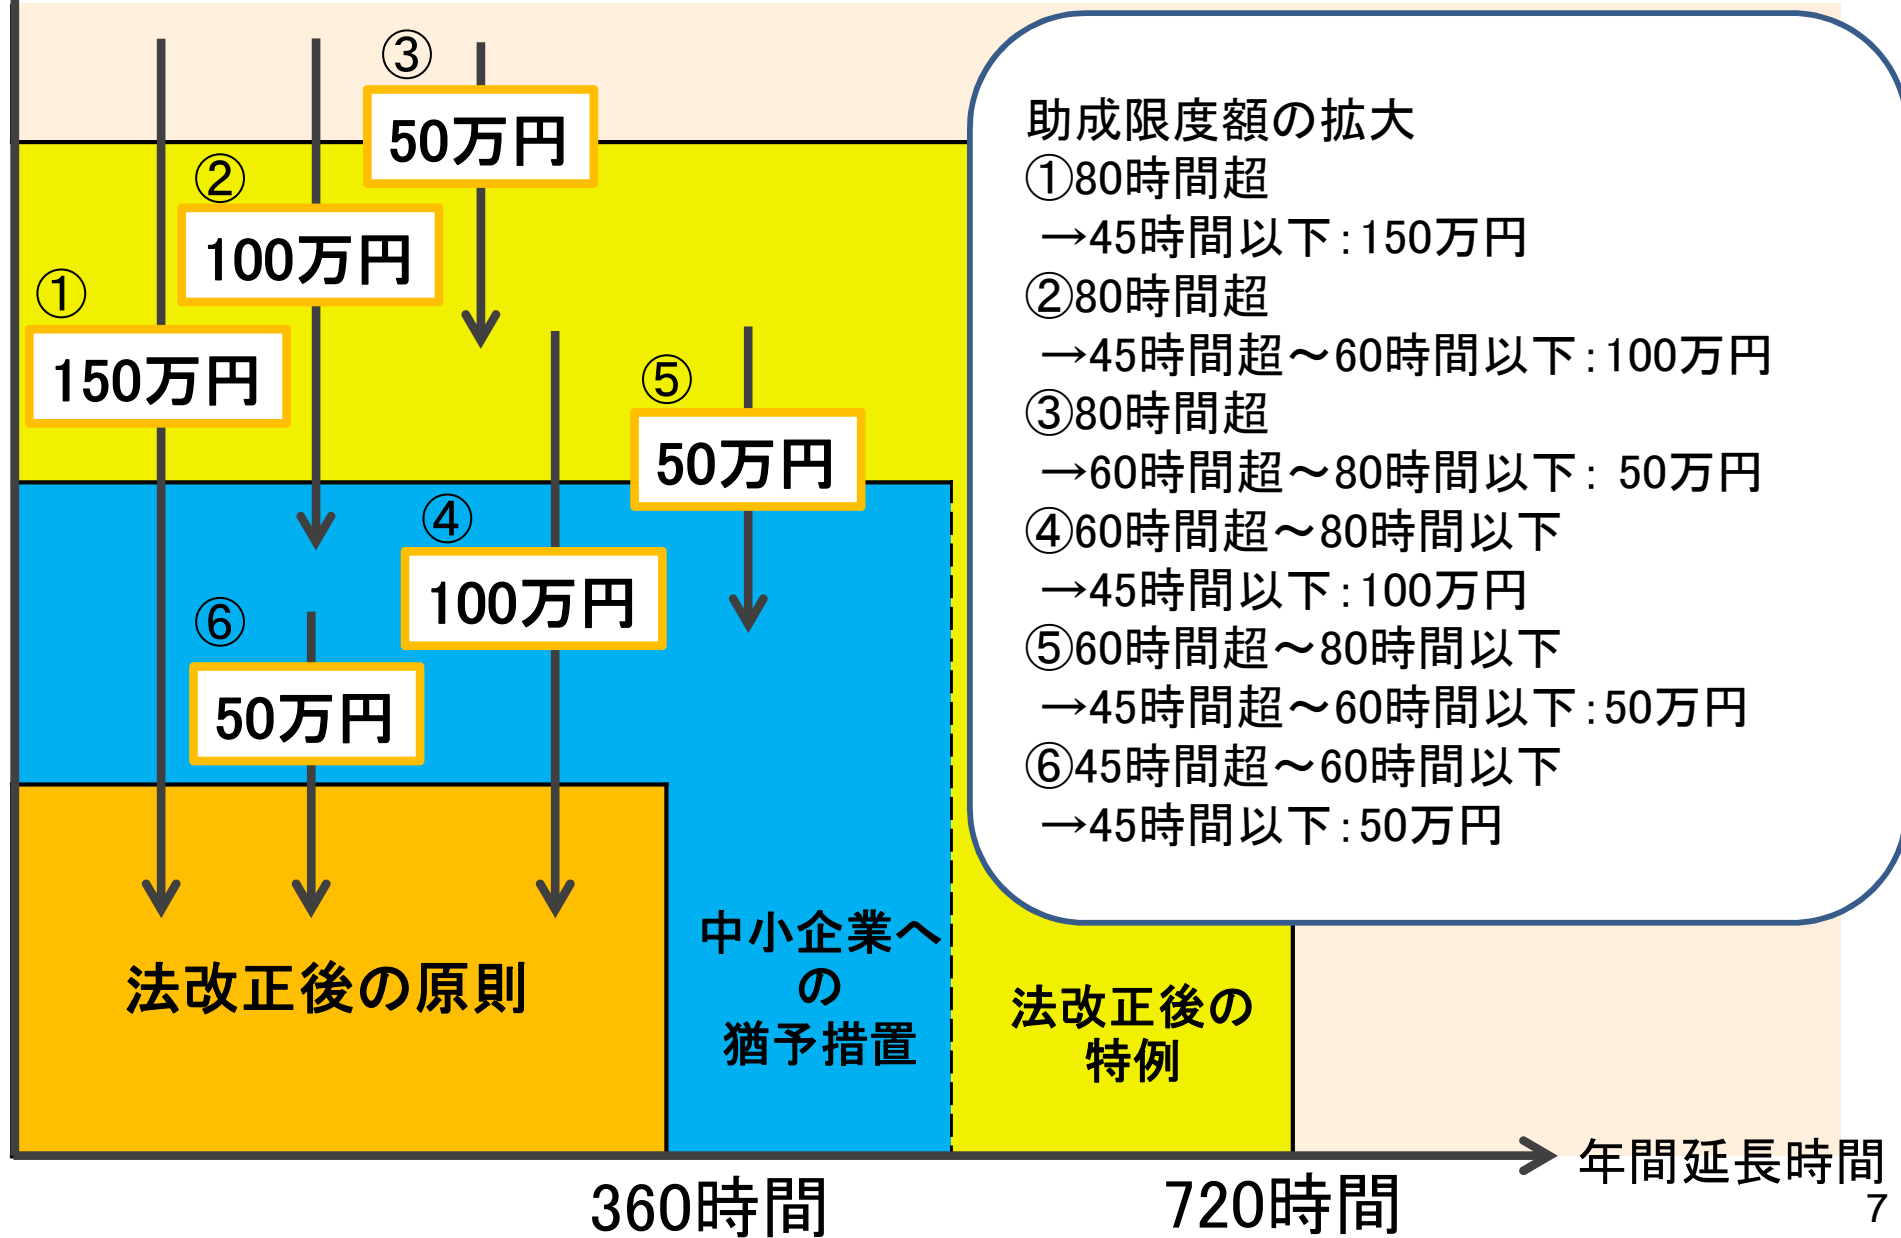 ③
50万円
②
100万円
①
150万円
⑤
50万円
④
100万円
⑥
50万円
助成限度額の拡大
①80時間超
→45時間以下:150万円
②80時間超
→45時間超～60時間以下:100万円
③80時間超
→60時間超～80時間以下: 50万円
④60時間超～80時間以下
→45時間以下:100万円
⑤60時間超～80時間以下
→45時間超～60時間以下:50万円
⑥45時間超～60時間以下
→45時間以下:50万円
法改正後の原則
中小企業へ
の
猶予措置
法改正後の
特例
年間延長時間
360時間
720時間
7